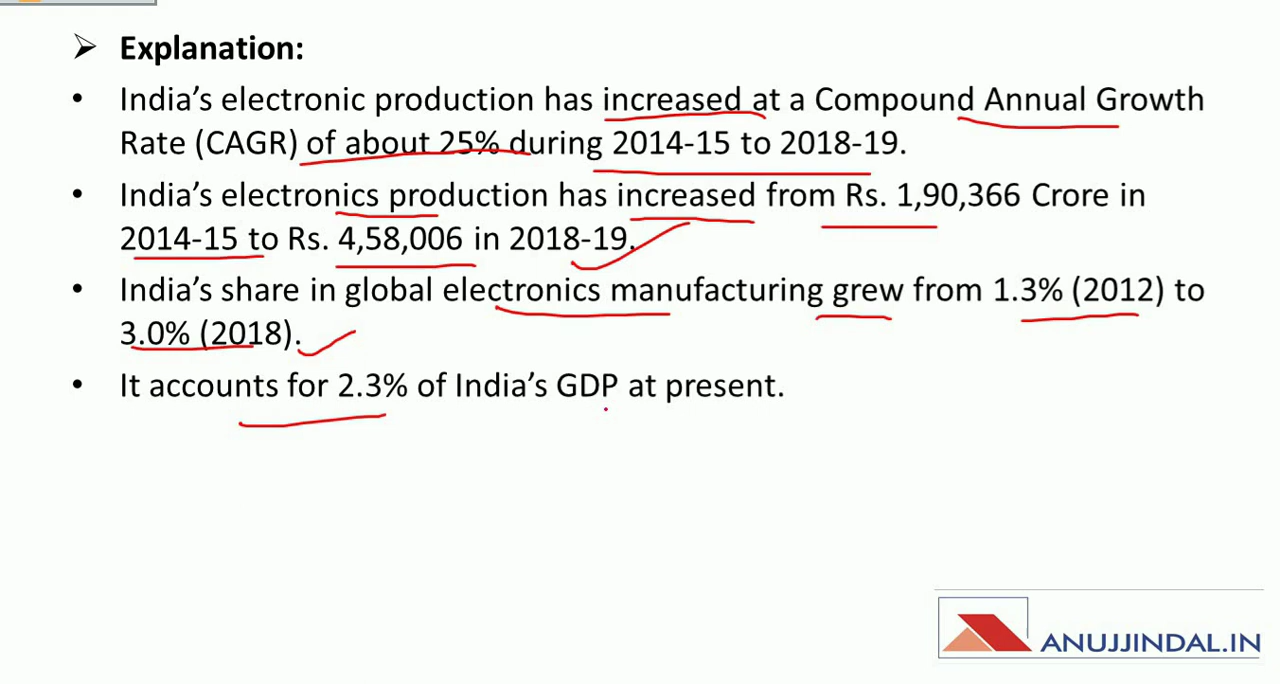 ➢ Explanation:
• India's electronic production has increased at a Compound Annual Growth
Rate (CAGR) of about 25% during 2014-15 to 2018-19.
• India's electronics production has increased from Rs. 1,90,366 Crore in
2014-15 to Rs. 4,58,006 in 2018-19.
• India's share in global electronics manufacturing grew from 1.3% (2012) to
3.0% (2018).
• It accounts for 2.3% of India's GDP at present.
ANUJJINDAL.IN